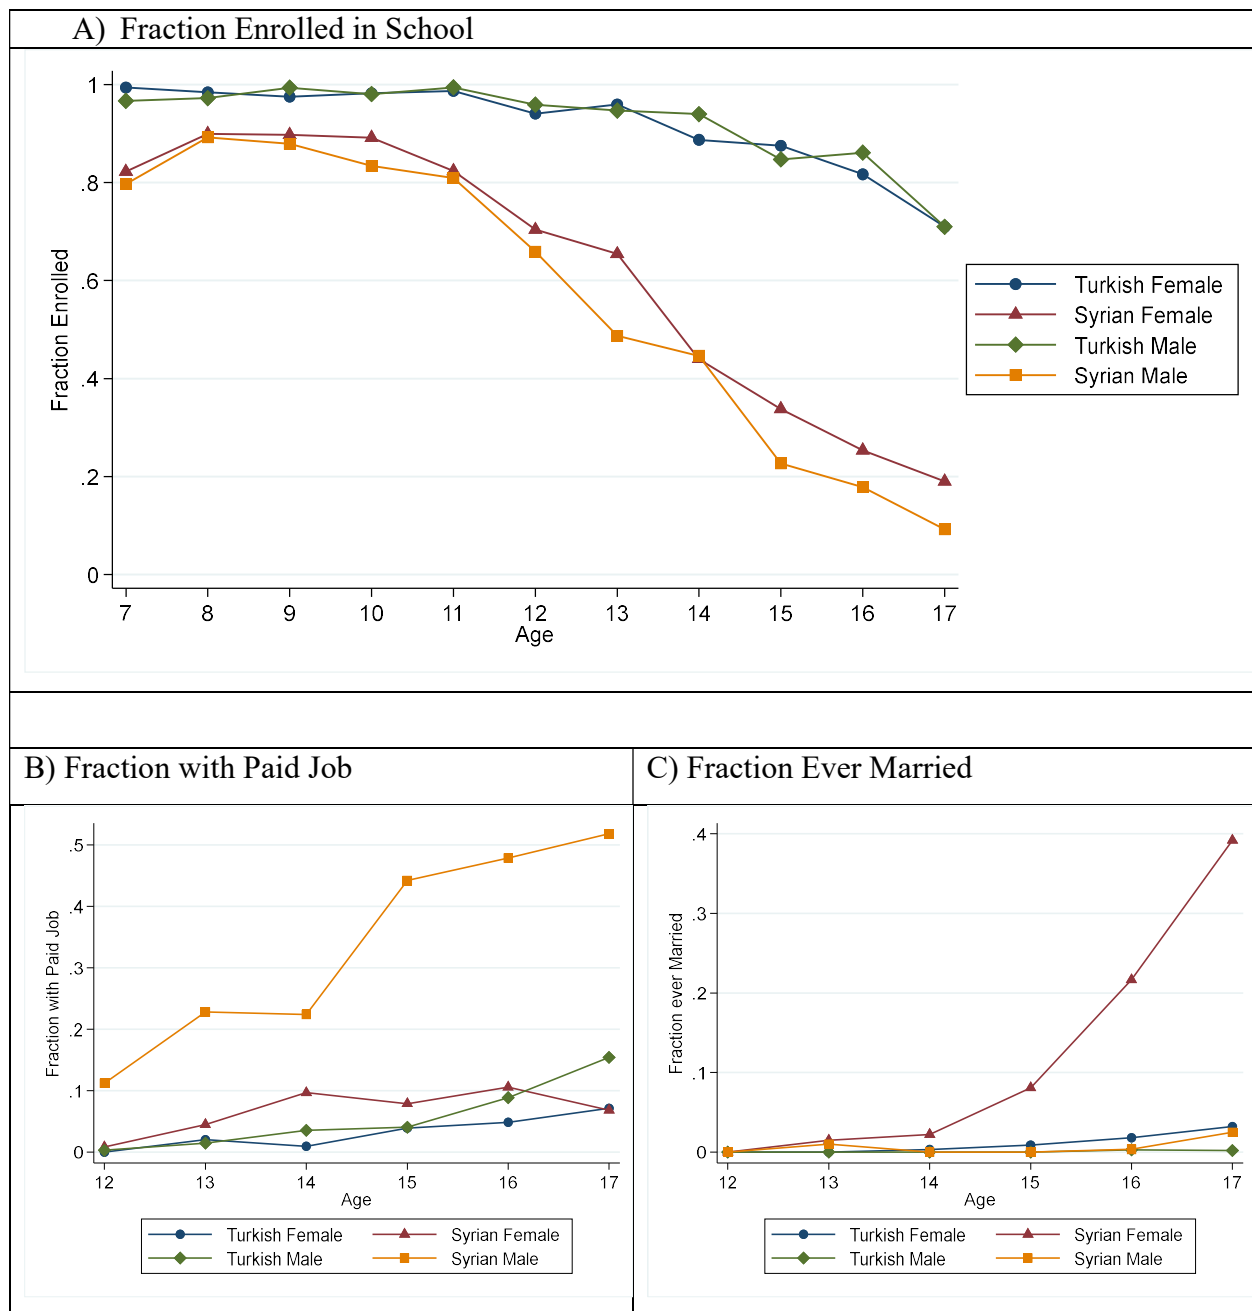 A) Fraction Enrolled in School
1
.8
.6
.4
.2
0
Fraction Enrolled
7 8 9 10 11 12 13 14 15 16 17
Age
Turkish Female
Syrian Female
Turkish Male
Syrian Male
B) Fraction with Paid Job
.5
.4
.3
.2
.1
0
Fraction with Paid Job
12 13 14 15 16 17
Age
Turkish Female Syrian Female
Turkish Male Syrian Male
C) Fraction Ever Married
.4
.3
.2
.1
0
Fraction ever Married
12 13 14 15 16 17
Age
Turkish Female Syrian Female
Turkish Male Syrian Male